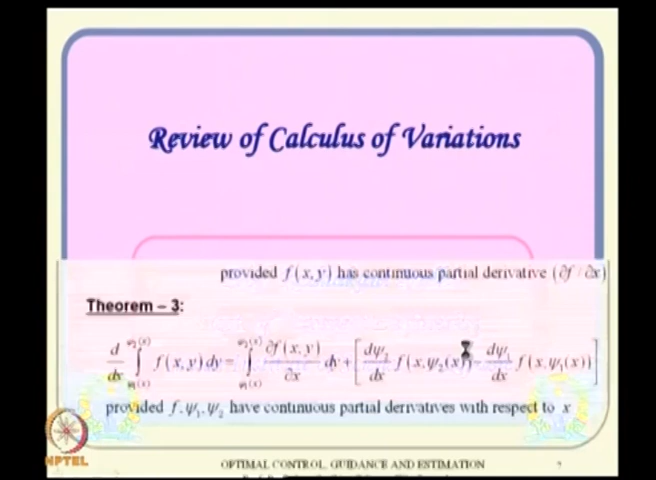 Review of Calculus of Variations
provided f(x, y) has continuous partial derivative (∂f / ∂x)
Theorem – 3:
d/dx ∫_{ψ₁(x)}^{ψ₂(x)} f(x, y) dy = ∫_{ψ₁(x)}^{ψ₂(x)} ∂f(x, y)/∂x dy + [dψ₂/dx f(x, ψ₂(x)) - dψ₁/dx f(x, ψ₁(x))]
provided f, ψ₁, ψ₂ have continuous partial derivatives with respect to x
NPTEL
OPTIMAL CONTROL, GUIDANCE AND ESTIMATION